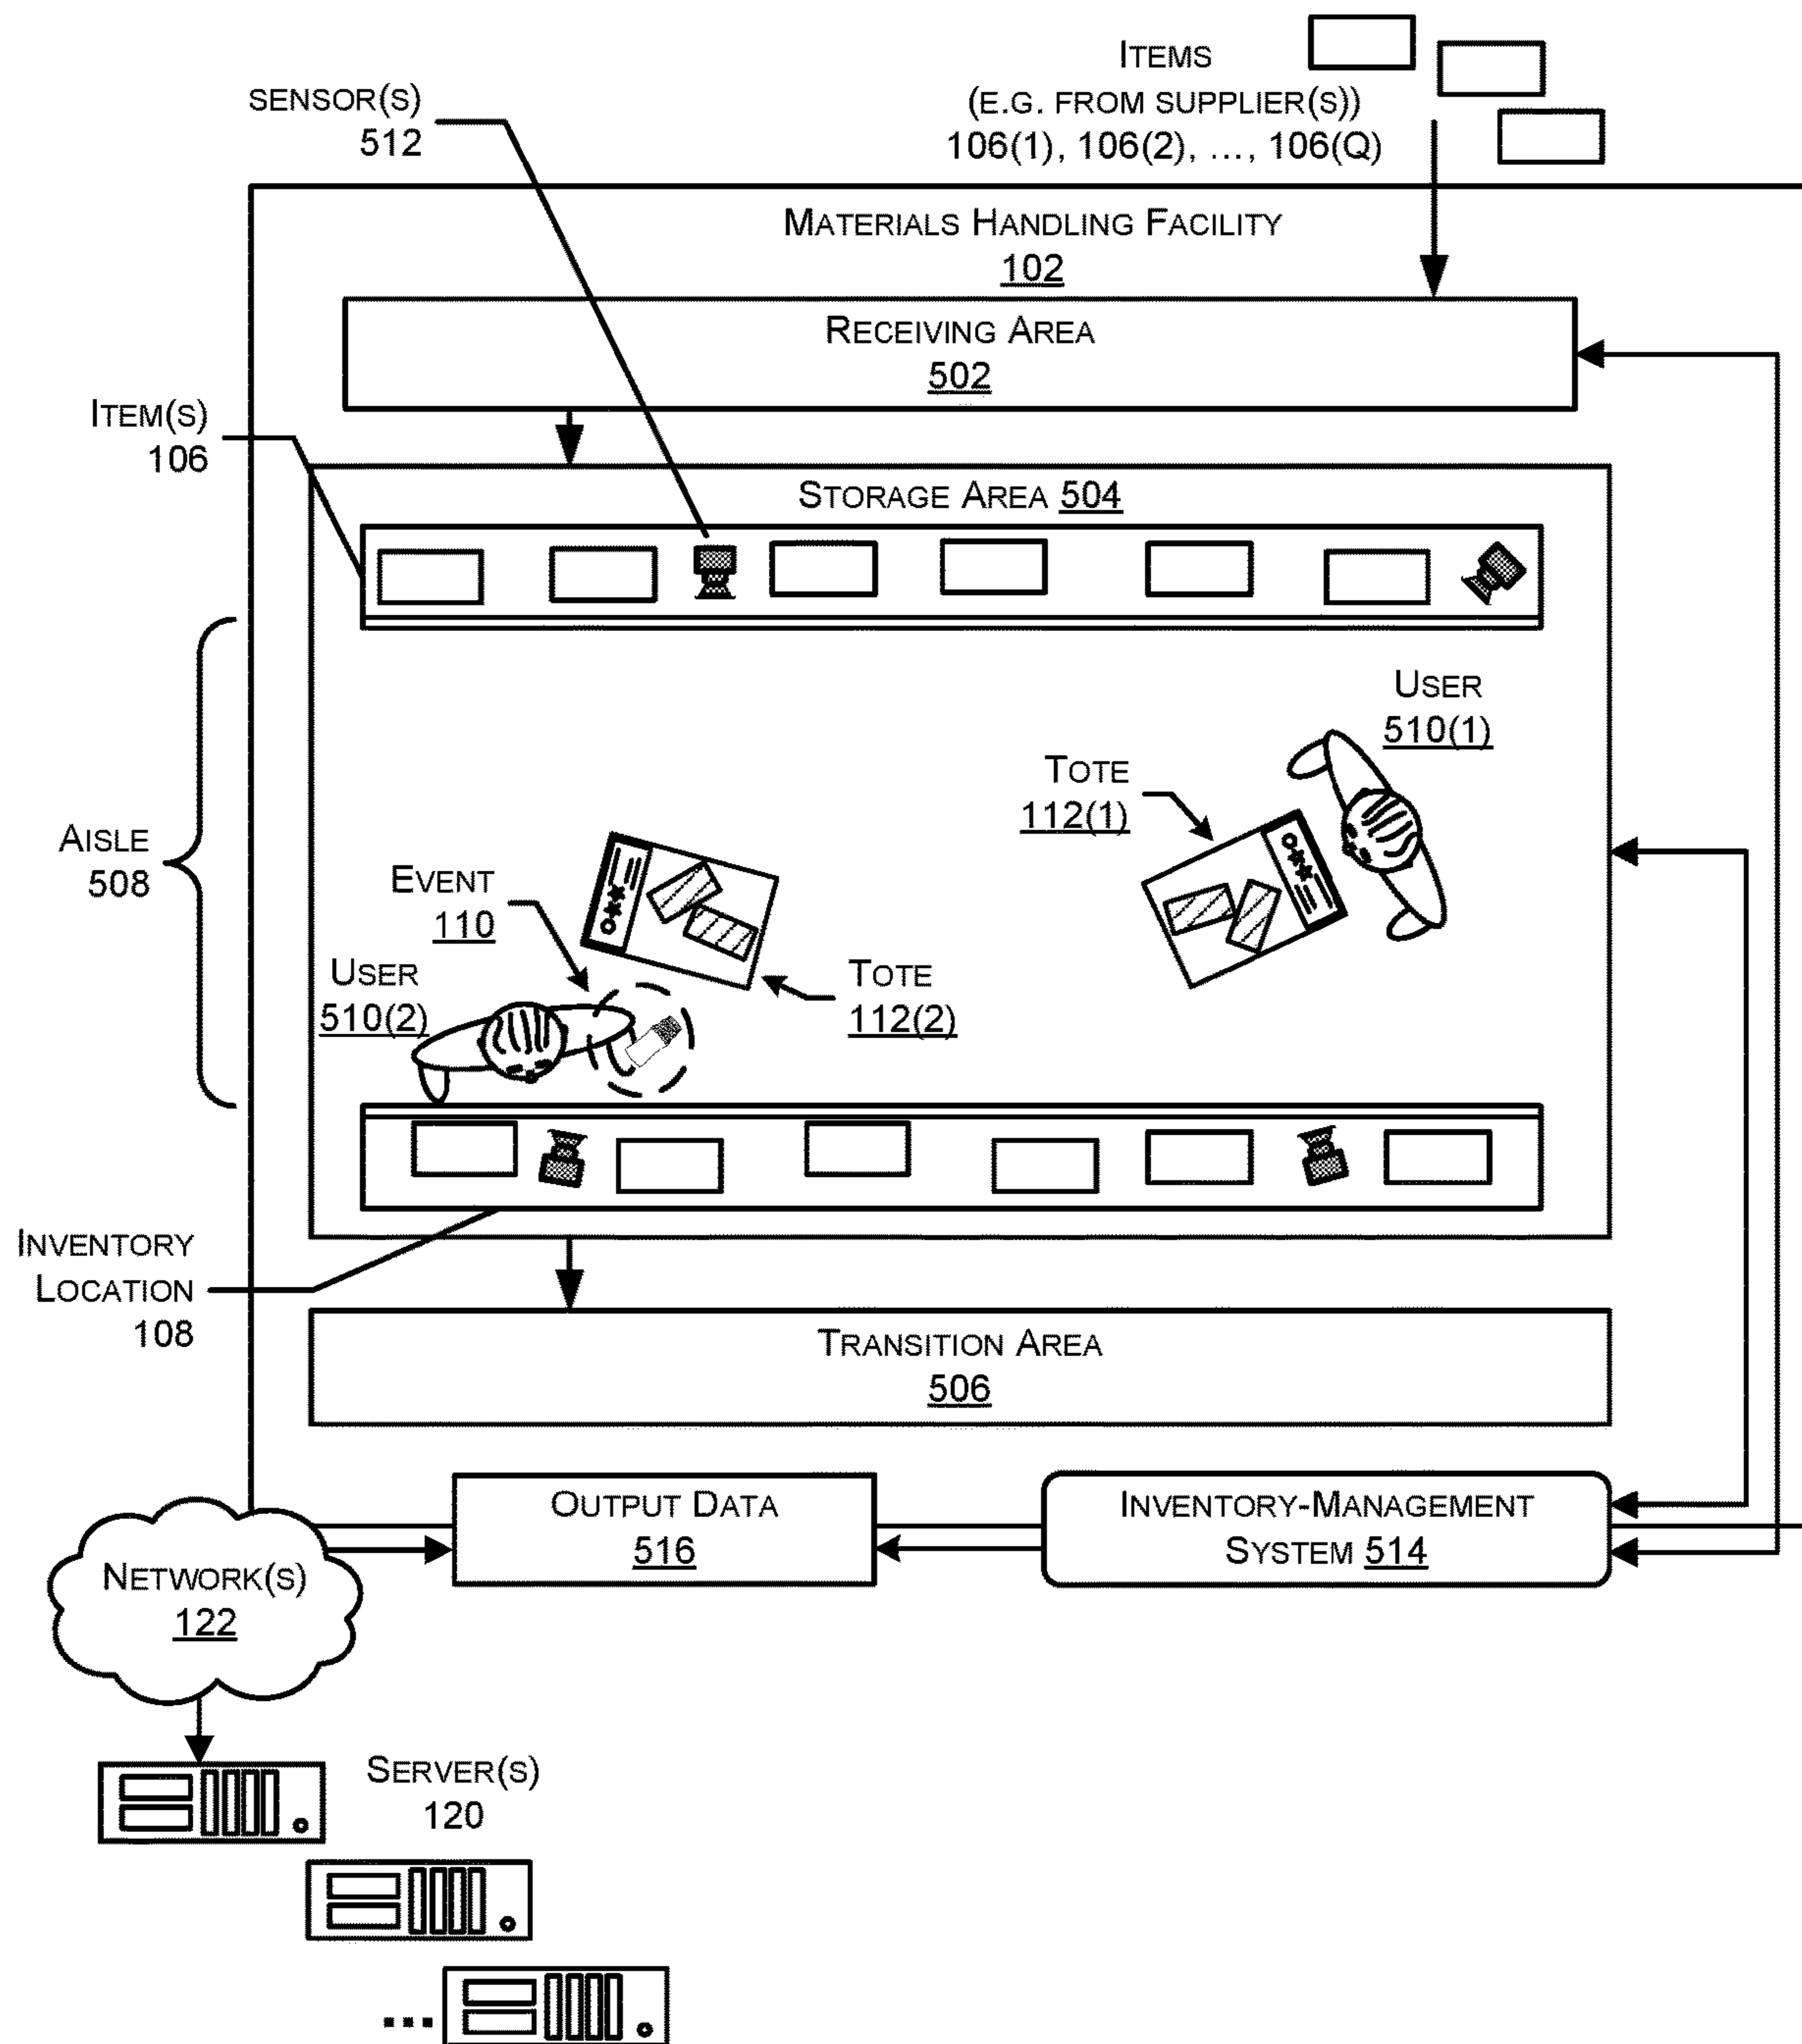 ITEMS
(E.G. FROM SUPPLIER(S))
106(1), 106(2), ..., 106(Q)
SENSOR(S)
512
MATERIALS HANDLING FACILITY
102
RECEIVING AREA
502
ITEM(S)
106
STORAGE AREA 504
USER
510(1)
TOTE
112(1)
AISLE
508
EVENT
110
USER
510(2)
TOTE
112(2)
INVENTORY
LOCATION
108
TRANSITION AREA
506
OUTPUT DATA
516
INVENTORY-MANAGEMENT
SYSTEM 514
NETWORK(S)
122
SERVER(S)
120
...